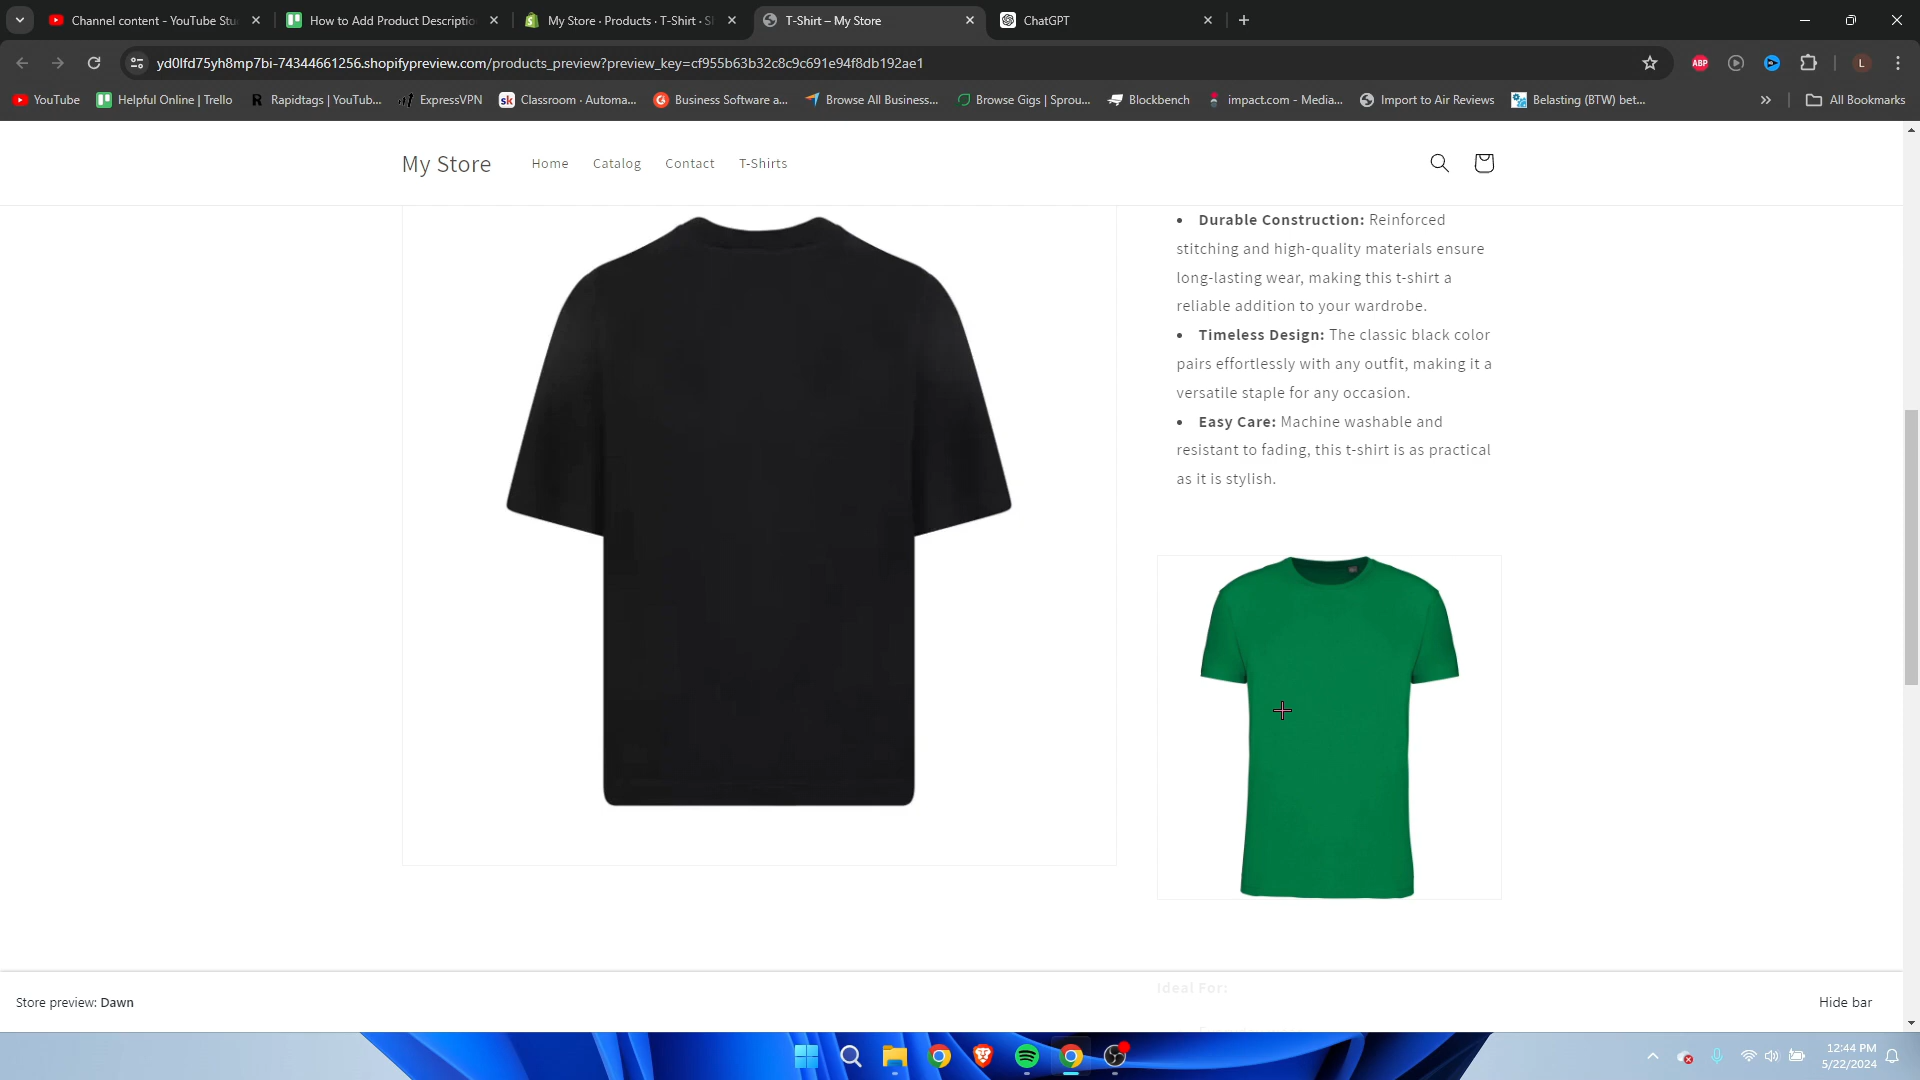 Channel content - YouTube Stu
How to Add Product Descriptio
My Store · Products · T-Shirt · S
T-Shirt – My Store
ChatGPT
yd0lfd75yh8mp7bi-74344661256.shopifypreview.com/products_preview?preview_key=cf955b63b32c8c9c691e94f8db192ae1
ABP
L
YouTube
Helpful Online | Trello
R Rapidtags | YouTub...
ExpressVPN
sk Classroom - Automa...
Business Software a...
Browse All Business...
Browse Gigs | Sprou...
Blockbench
impact.com - Media...
Import to Air Reviews
Belasting (BTW) bet...
All Bookmarks
My Store
Home
Catalog
Contact
T-Shirts
• Durable Construction: Reinforced
stitching and high-quality materials ensure
long-lasting wear, making this t-shirt a
reliable addition to your wardrobe.
• Timeless Design: The classic black color
pairs effortlessly with any outfit, making it a
versatile staple for any occasion.
• Easy Care: Machine washable and
resistant to fading, this t-shirt is as practical
as it is stylish.
Ideal For:
Store preview: Dawn
Hide bar
12:44 PM
5/22/2024